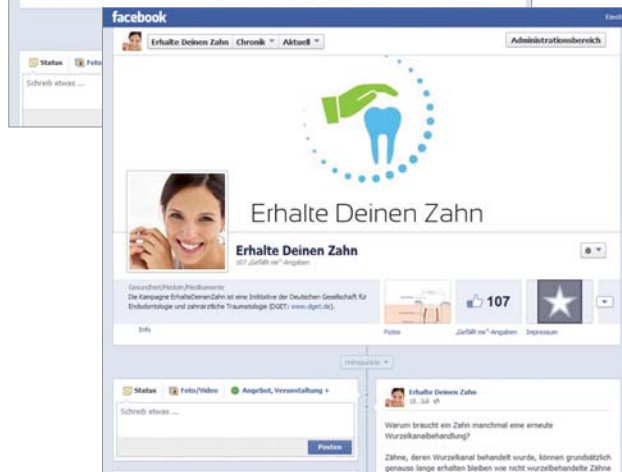 facebook
Erhalte Deinen Zahn Chronik Aktuell
Administrationsbereich
Erhalte Deinen Zahn
Erhalte Deinen Zahn
107 „Gefällt mir“-Angaben
Gesundheit/Medizin/Medikamente
Die Kampagne ErhalteDeinenZahn ist eine Initiative der Deutschen Gesellschaft für
Endodontologie und zahnärztliche Traumatologie (DGET: www.dget.de).
107
Info
Fotos
„Gefällt mir“-Angaben
Impressum
Höhepunkte
Status Foto
Schreib etwas ...
Status Foto/Video Angebot, Veranstaltung +
Schreib etwas ...
Posten
Erhalte Deinen Zahn
18. Juli
Warum braucht ein Zahn manchmal eine erneute
Wurzelkanalbehandlung?
Zähne, deren Wurzelkanal behandelt wurde, können grundsätzlich
genauso lange erhalten bleiben wie nicht wurzelbehandelte Zähne